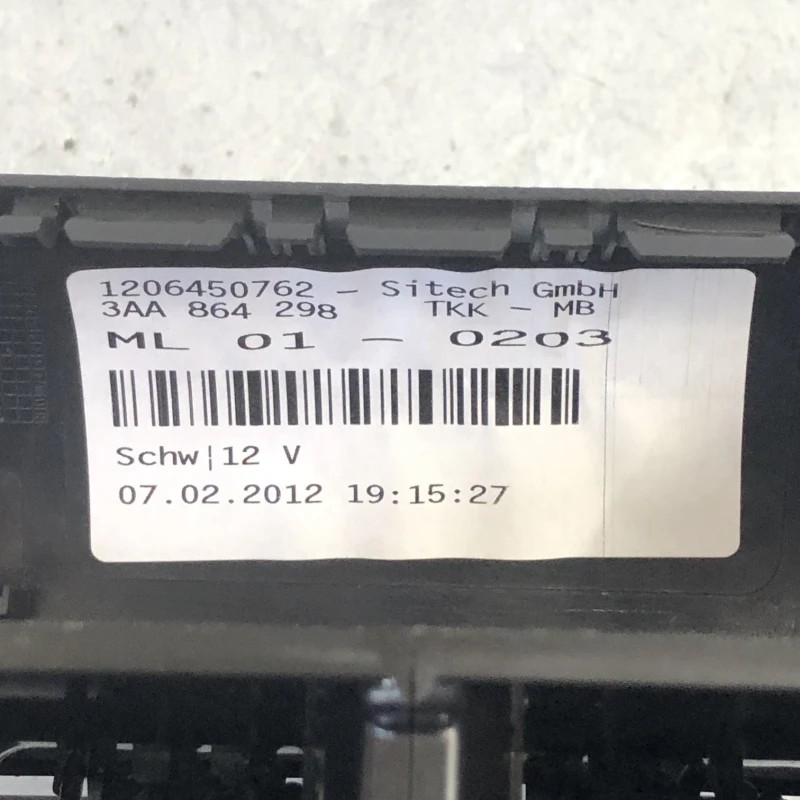 1206450762 - Sitech GmbH
3AA 864 298 TKK - MB
ML 01 - 0203
Schw|12 V
07.02.2012 19:15:27